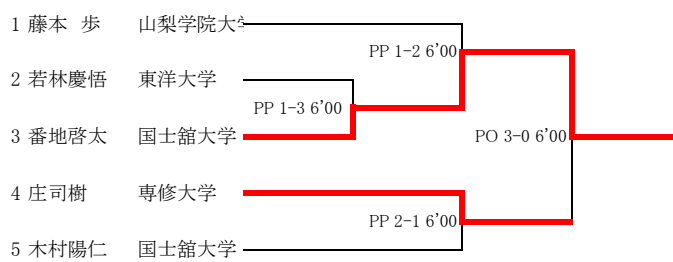 1 藤本 歩 山梨学院大学
PP 1-2 6’00
2 若林慶悟 東洋大学
PP 1-3 6’00
3 番地啓太 国士舘大学
PO 3-0 6’00
4 庄司樹 専修大学
PP 2-1 6’00
5 木村陽仁 国士舘大学